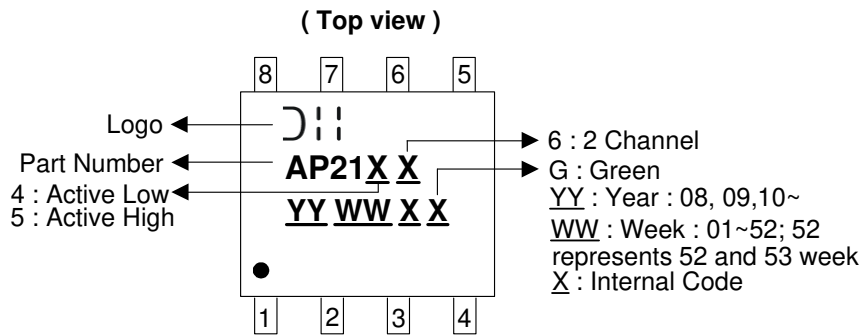 ( Top view )
8 7 6 5
Logo
Part Number
4 : Active Low
5 : Active High
AP21X X
YY WW X X
6 : 2 Channel
G : Green
YY : Year : 08, 09,10~
WW : Week : 01~52; 52
represents 52 and 53 week
X : Internal Code
1 2 3 4